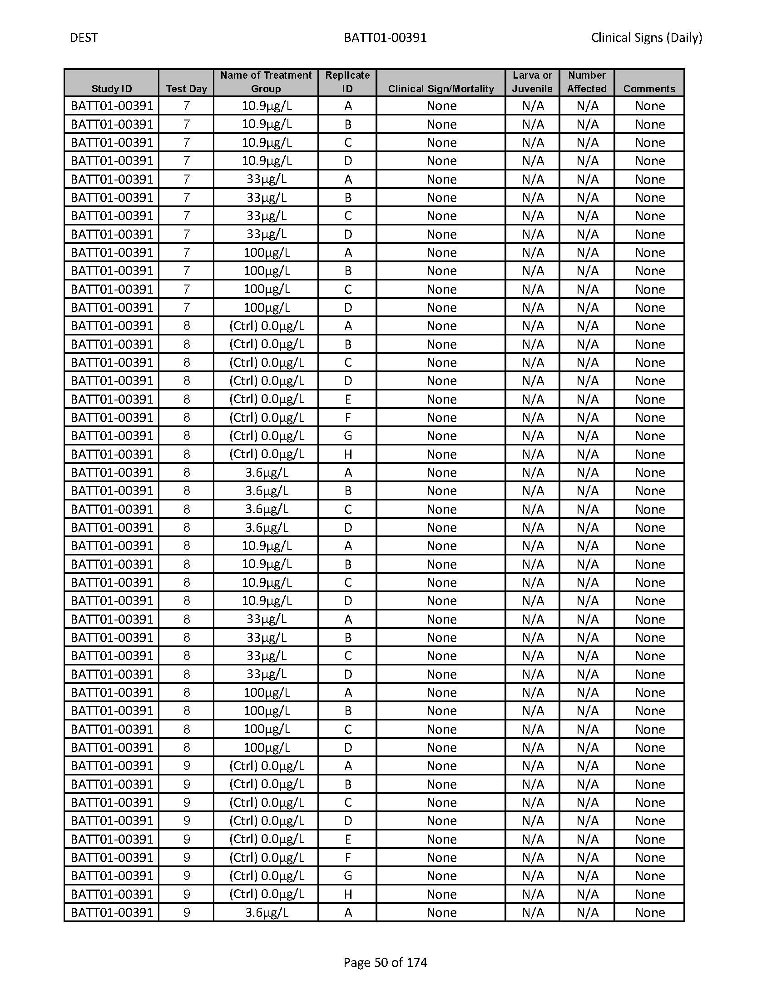 DEST BATT01-00391 Clinical Signs (Daily)
Study ID Test Day Name of Treatment Group Replicate ID Clinical Sign/Mortality Larva or Juvenile Number Affected Comments
BATT01-00391 7 10.9µg/L A None N/A N/A None
BATT01-00391 7 10.9µg/L B None N/A N/A None
BATT01-00391 7 10.9µg/L C None N/A N/A None
BATT01-00391 7 10.9µg/L D None N/A N/A None
BATT01-00391 7 33µg/L A None N/A N/A None
BATT01-00391 7 33µg/L B None N/A N/A None
BATT01-00391 7 33µg/L C None N/A N/A None
BATT01-00391 7 33µg/L D None N/A N/A None
BATT01-00391 7 100µg/L A None N/A N/A None
BATT01-00391 7 100µg/L B None N/A N/A None
BATT01-00391 7 100µg/L C None N/A N/A None
BATT01-00391 7 100µg/L D None N/A N/A None
BATT01-00391 8 (Ctrl) 0.0µg/L A None N/A N/A None
BATT01-00391 8 (Ctrl) 0.0µg/L B None N/A N/A None
BATT01-00391 8 (Ctrl) 0.0µg/L C None N/A N/A None
BATT01-00391 8 (Ctrl) 0.0µg/L D None N/A N/A None
BATT01-00391 8 (Ctrl) 0.0µg/L E None N/A N/A None
BATT01-00391 8 (Ctrl) 0.0µg/L F None N/A N/A None
BATT01-00391 8 (Ctrl) 0.0µg/L G None N/A N/A None
BATT01-00391 8 (Ctrl) 0.0µg/L H None N/A N/A None
BATT01-00391 8 3.6µg/L A None N/A N/A None
BATT01-00391 8 3.6µg/L B None N/A N/A None
BATT01-00391 8 3.6µg/L C None N/A N/A None
BATT01-00391 8 3.6µg/L D None N/A N/A None
BATT01-00391 8 10.9µg/L A None N/A N/A None
BATT01-00391 8 10.9µg/L B None N/A N/A None
BATT01-00391 8 10.9µg/L C None N/A N/A None
BATT01-00391 8 10.9µg/L D None N/A N/A None
BATT01-00391 8 33µg/L A None N/A N/A None
BATT01-00391 8 33µg/L B None N/A N/A None
BATT01-00391 8 33µg/L C None N/A N/A None
BATT01-00391 8 33µg/L D None N/A N/A None
BATT01-00391 8 100µg/L A None N/A N/A None
BATT01-00391 8 100µg/L B None N/A N/A None
BATT01-00391 8 100µg/L C None N/A N/A None
BATT01-00391 8 100µg/L D None N/A N/A None
BATT01-00391 9 (Ctrl) 0.0µg/L A None N/A N/A None
BATT01-00391 9 (Ctrl) 0.0µg/L B None N/A N/A None
BATT01-00391 9 (Ctrl) 0.0µg/L C None N/A N/A None
BATT01-00391 9 (Ctrl) 0.0µg/L D None N/A N/A None
BATT01-00391 9 (Ctrl) 0.0µg/L E None N/A N/A None
BATT01-00391 9 (Ctrl) 0.0µg/L F None N/A N/A None
BATT01-00391 9 (Ctrl) 0.0µg/L G None N/A N/A None
BATT01-00391 9 (Ctrl) 0.0µg/L H None N/A N/A None
BATT01-00391 9 3.6µg/L A None N/A N/A None
Page 50 of 174